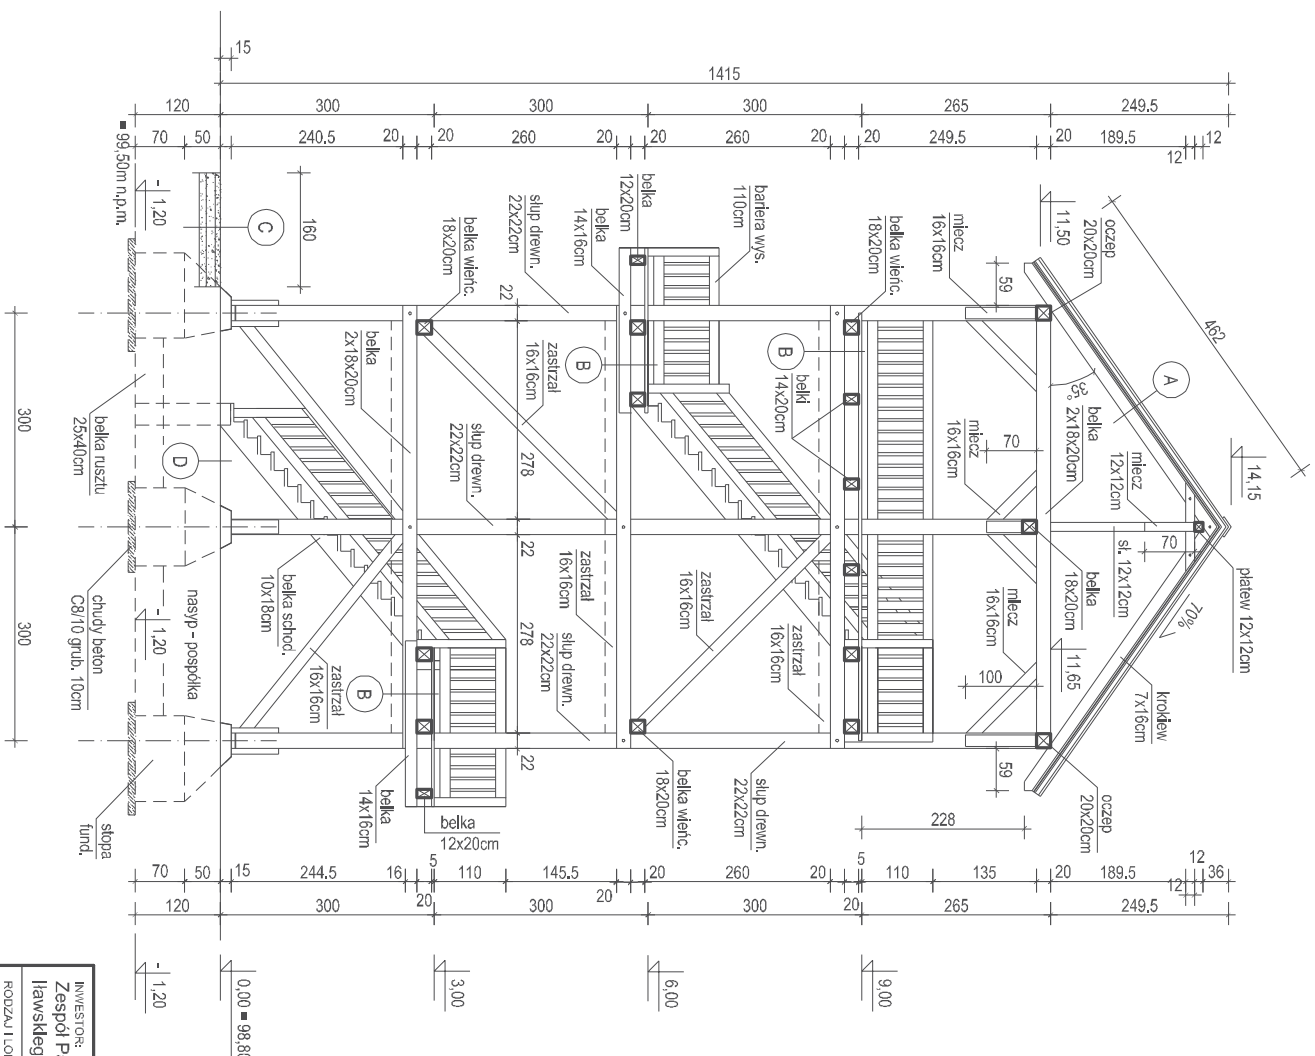 15
1415
120
300
300
300
265
249.5
70
50
240.5
20
20
260
20
20
260
20
20
249.5
20
189.5
12
12
- 1,20
= 99,50m n.p.m.
160
C
belka wieńc.
18x20cm
słup drewn.
22x22cm
belka
14x16cm
belka
12x20cm
bariera wys.
110cm
belka wieńc.
18x20cm
miecz
16x16cm
11,50
oczep
20x20cm
59
462
A
35°
14,15
22
belka
2x18x20cm
zastrzał
16x16cm
B
B
belki
14x20cm
miecz
16x16cm
70
belka
2x18x20cm
miecz
12x12cm
300
belka rusztu
25x40cm
D
słup drewn.
22x22cm
278
sł. 12x12cm
70
płatew 12x12cm
22
chudy beton
C8/10 grub. 10cm
- 1,20
nasyp - pospółka
belka schod.
10x18cm
zastrzał
16x16cm
zastrzał
16x16cm
zastrzał
16x16cm
miecz
16x16cm
belka
18x20cm
70%
300
278
słup drewn.
22x22cm
zastrzał
16x16cm
100
11,65
krokiew
7x16cm
B
22
59
stopa
fund.
belka
14x16cm
belka
12x20cm
belka wieńc.
18x20cm
słup drewn.
22x22cm
228
oczep
20x20cm
70
50
15
244.5
16
20
5
110
145.5
20
20
260
20
20
5
110
135
20
189.5
12
12
36
120
300
300
300
265
249.5
- 1,20
0,00 = 98,80
3,00
6,00
9,00
INWESTOR:
Zespół P
Iławskieg
RODZAJ I LO